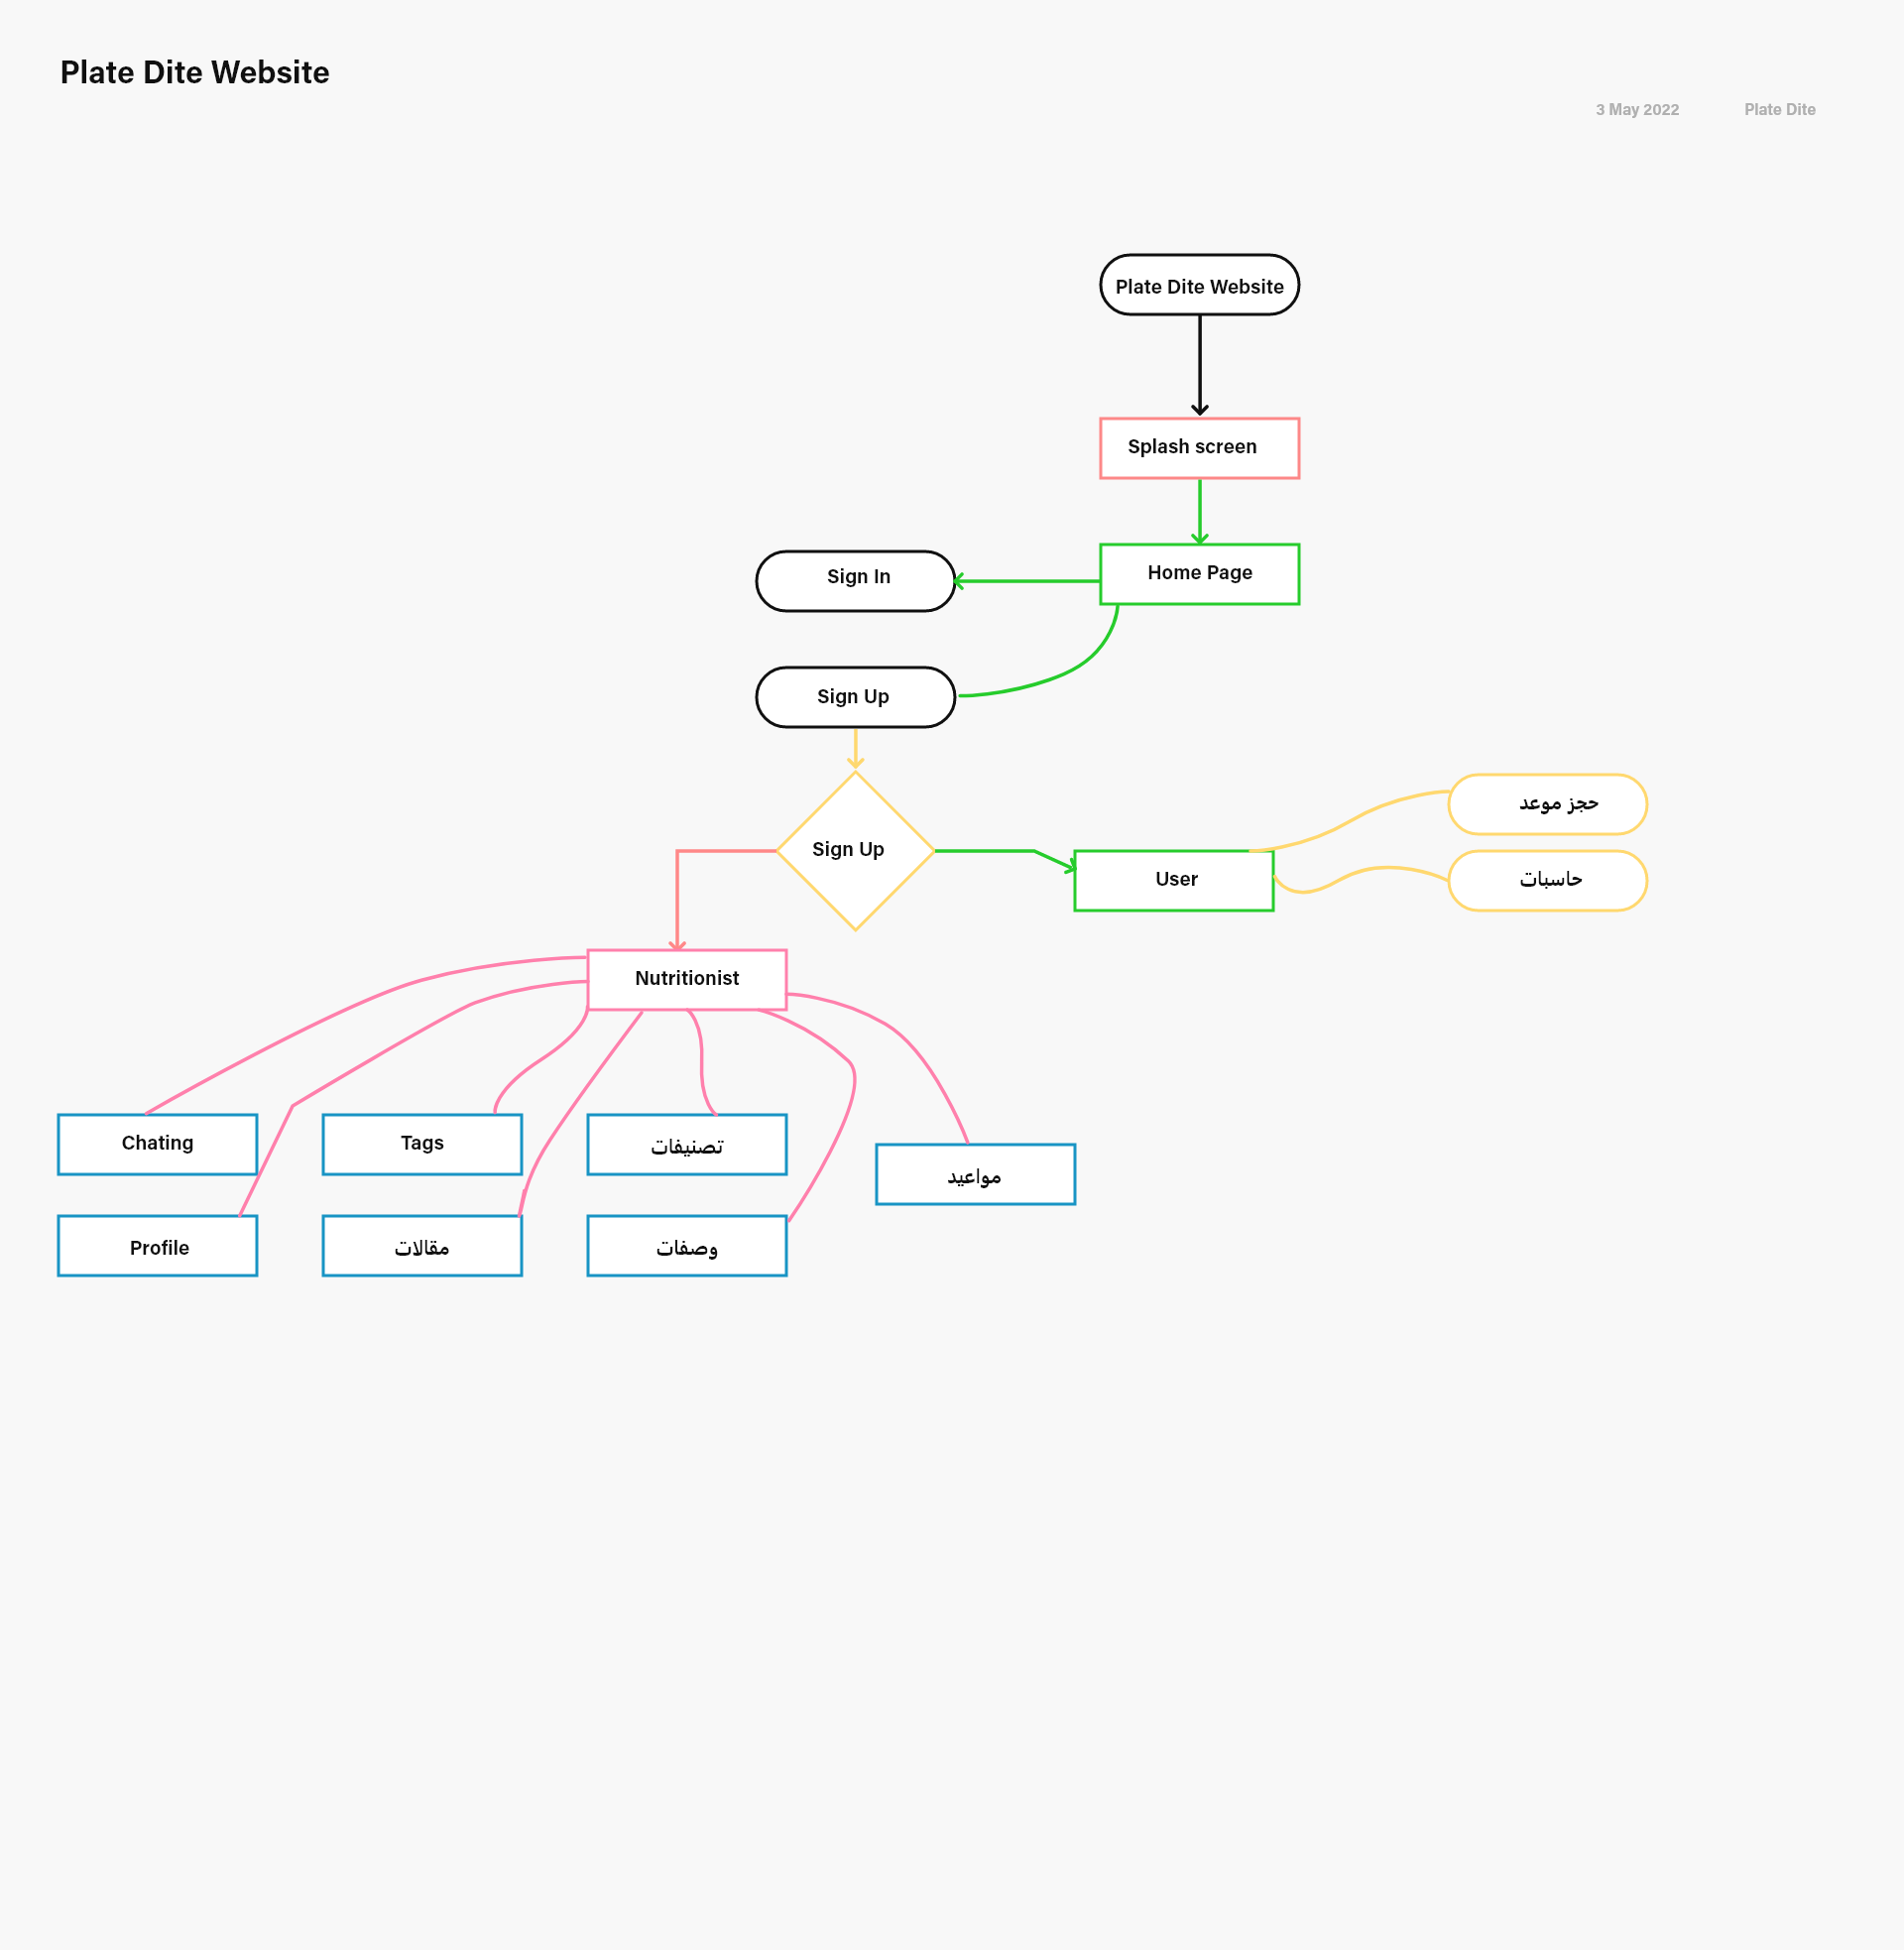 Plate Dite Website
3 May 2022
Plate Dite
Plate Dite Website
Splash screen
Home Page
Sign In
Sign Up
Sign Up
حجز موعد
User
حاسبات
Nutritionist
Chating
Tags
تصنيفات
مواعيد
Profile
مقالات
وصفات